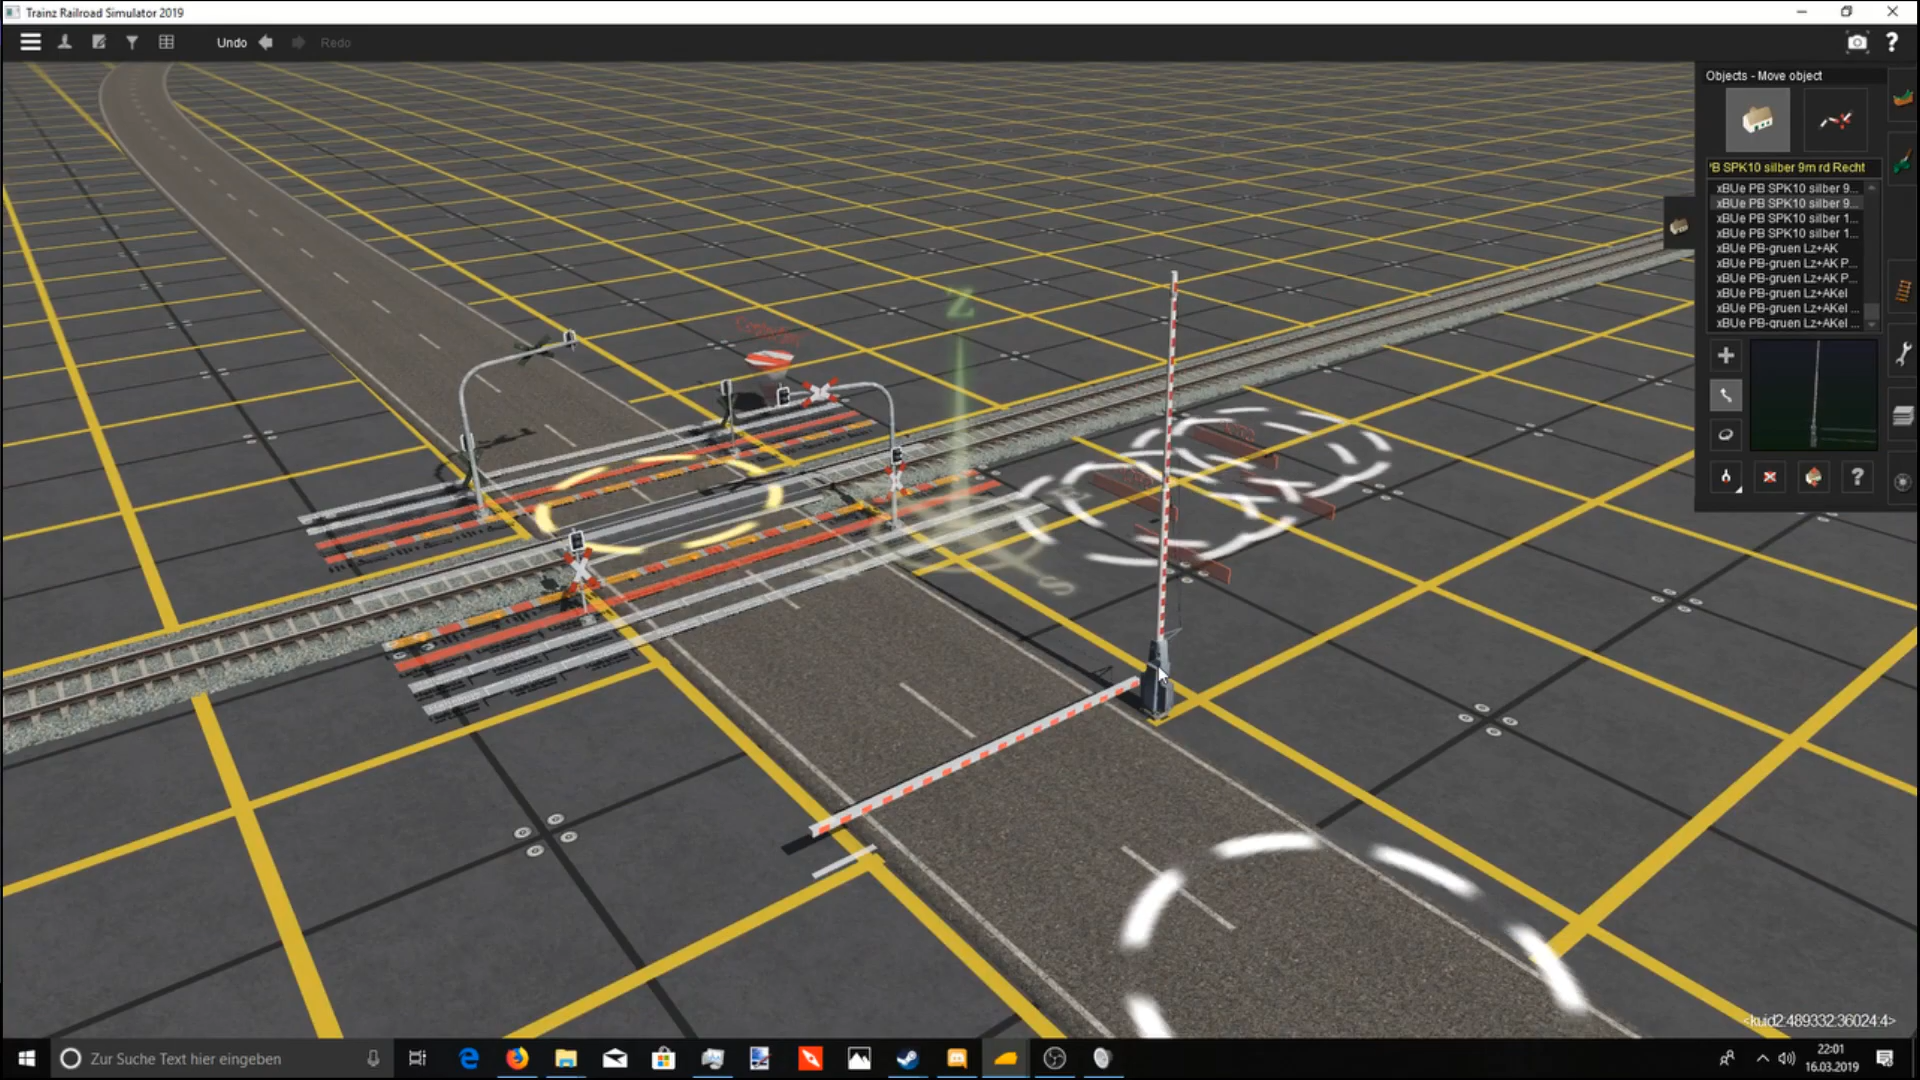 Trainz Railroad Simulator 2019
Undo
Redo
Objects - Move object
'B SPK10 silber 9m rd Recht
xBUe PB SPK10 silber 9...
xBUe PB SPK10 silber 9...
xBUe PB SPK10 silber 1...
xBUe PB SPK10 silber 1...
xBUe PB-gruen Lz+AK
xBUe PB-gruen Lz+AK P...
xBUe PB-gruen Lz+AK P...
xBUe PB-gruen Lz+AKel
xBUe PB-gruen Lz+AKel ...
xBUe PB-gruen Lz+AKel ...
Z
E
S
<kuid2:489332:36024:4>
Zur Suche Text hier eingeben
22:01
16.03.2019